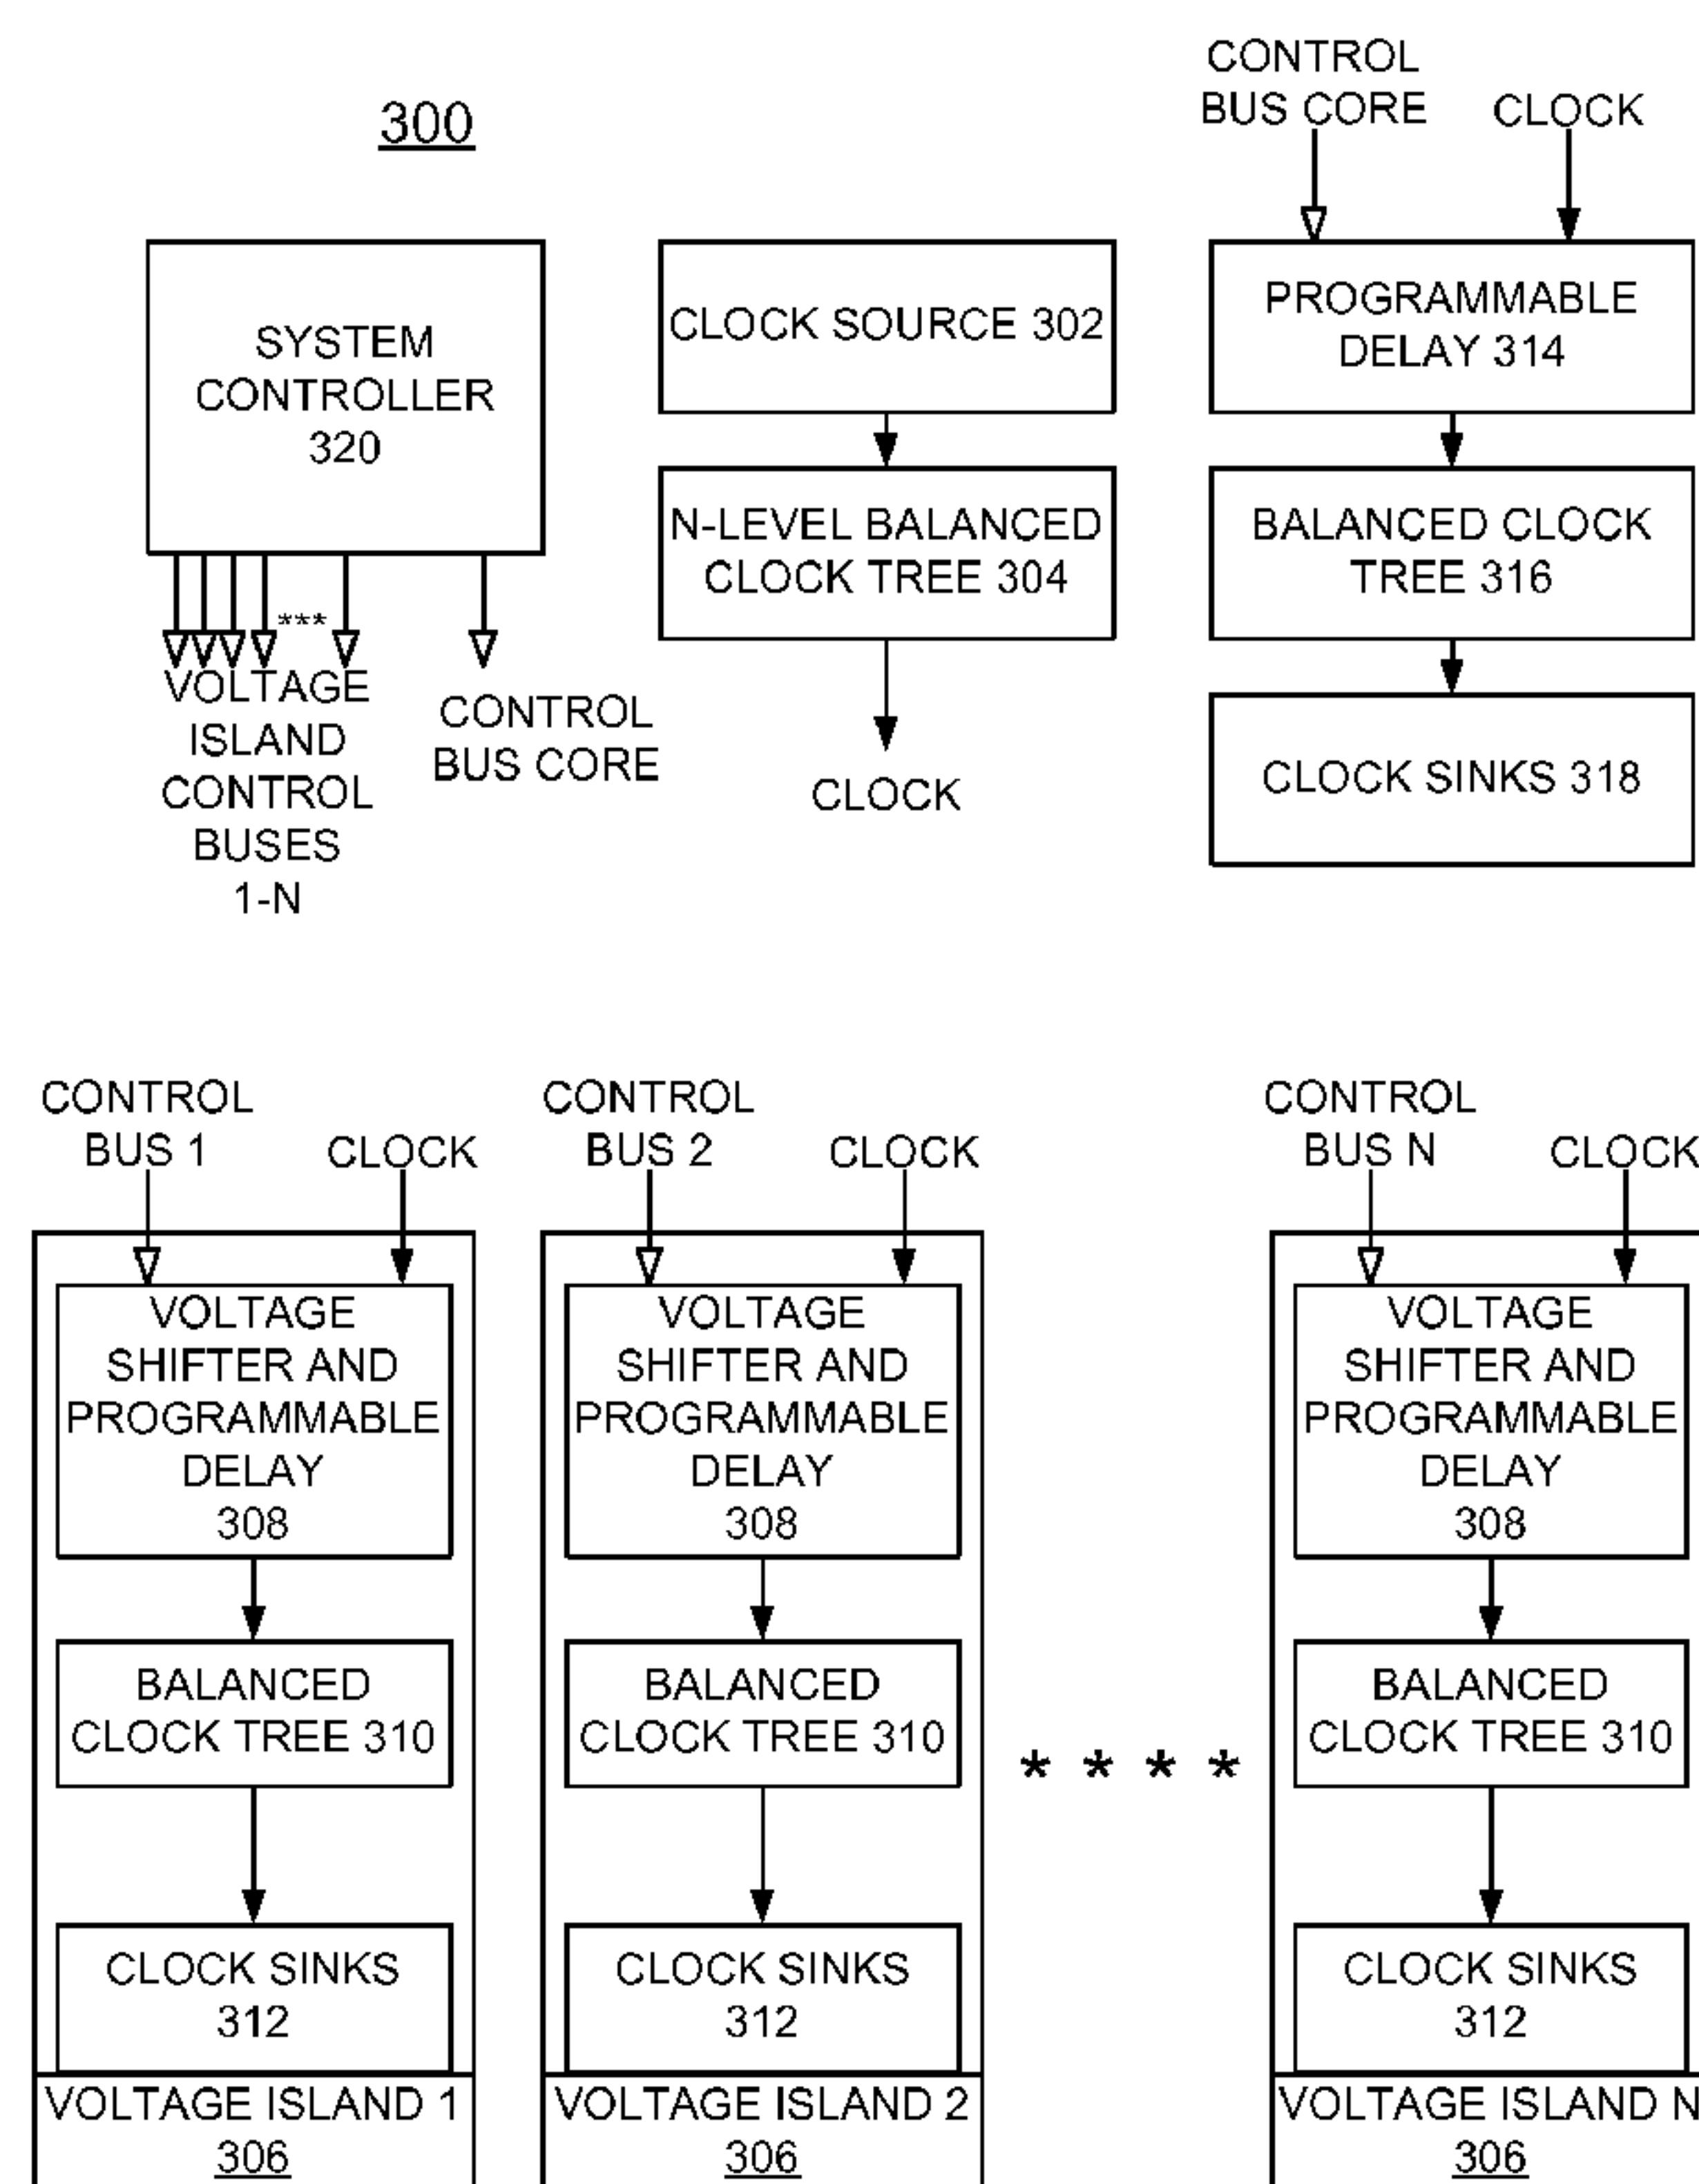 300
CONTROL
BUS CORE
CLOCK
SYSTEM
CONTROLLER
320
***
VOLTAGE
ISLAND
CONTROL
BUSES
1-N
CONTROL
BUS CORE
CLOCK SOURCE 302
N-LEVEL BALANCED
CLOCK TREE 304
CLOCK
PROGRAMMABLE
DELAY 314
BALANCED CLOCK
TREE 316
CLOCK SINKS 318
CONTROL
BUS 1
CLOCK
VOLTAGE
SHIFTER AND
PROGRAMMABLE
DELAY
308
BALANCED
CLOCK TREE 310
CLOCK SINKS
312
VOLTAGE ISLAND 1
306
CONTROL
BUS 2
CLOCK
VOLTAGE
SHIFTER AND
PROGRAMMABLE
DELAY
308
BALANCED
CLOCK TREE 310
CLOCK SINKS
312
VOLTAGE ISLAND 2
306
* * * *
CONTROL
BUS N
CLOCK
VOLTAGE
SHIFTER AND
PROGRAMMABLE
DELAY
308
BALANCED
CLOCK TREE 310
CLOCK SINKS
312
VOLTAGE ISLAND N
306